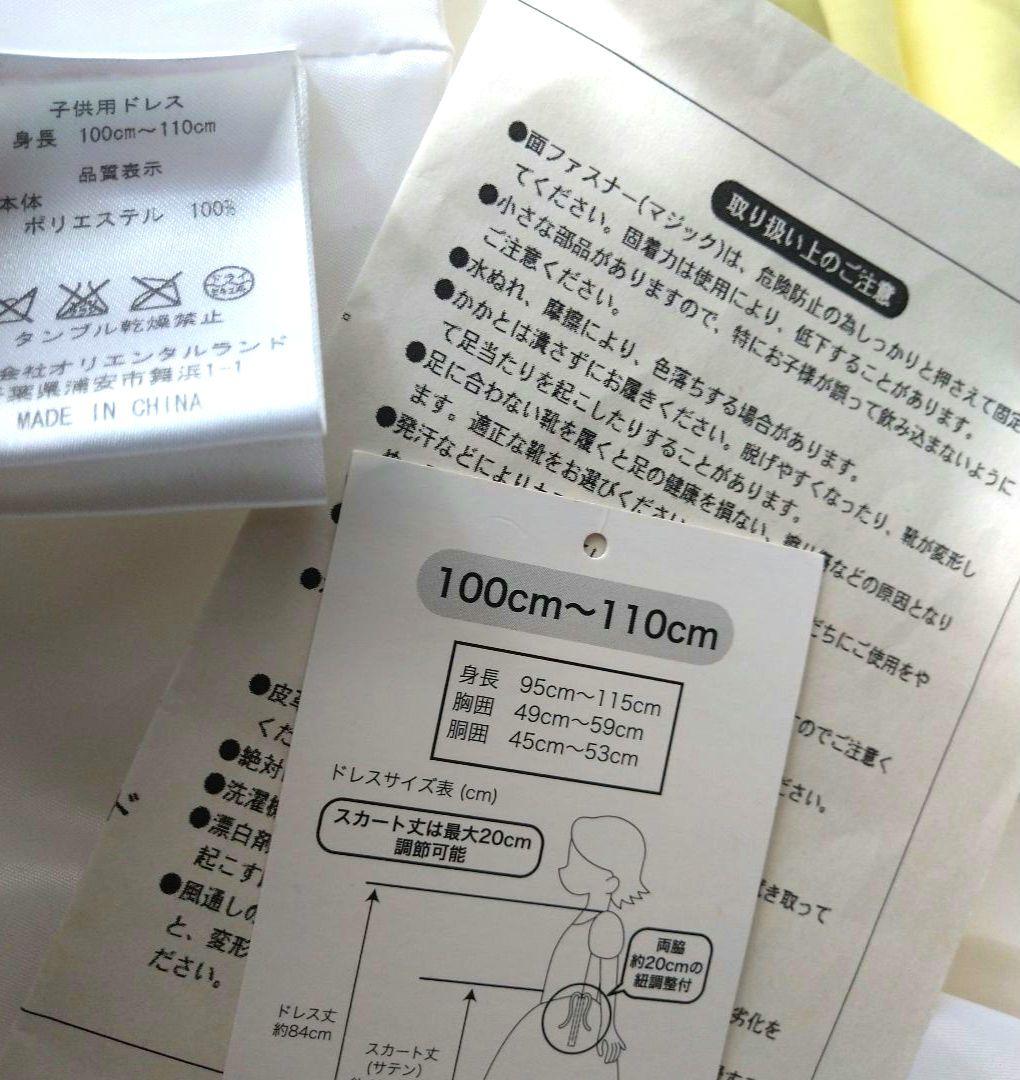 子供用ドレス
身長 100cm～110cm
品質表示
本体
ポリエステル 100%
タンブル乾燥禁止
会社オリエンタルランド
葉県浦安市舞浜1-1
MADE IN CHINA
取り扱い上のご注意
●面ファスナー(マジック)は、危険防止の為しっかりと押さえて固定
てください。固着力は使用により、低下することがあります。
●小さな部品がありますので、特にお子様が誤って飲み込まないように
ご注意ください。
●水ぬれ、摩擦により、色落ちする場合があります。
●かかとは潰さずにお履きください。脱げやすくなったり、靴が変形し
て足当たりを起こしたりすることがあります。
●足に合わない靴を履くと足の健康を損ない、擦り傷などの原因となり
ます。適正な靴をお選びください
●発汗などにより
だちにご使用をや
のでご注意く
ださい。
●皮革
くだ
●絶対
●洗濯機
●漂白剤
起こす
拭き取って
●風通しの
と、変形
ださい。
劣化を
100cm～110cm
身長 95cm～115cm
胸囲 49cm～59cm
胴囲 45cm～53cm
ドレスサイズ表 (cm)
スカート丈は最大20cm
調節可能
両脇
約20cmの
紐調整付
ドレス丈
約84cm
スカート丈
(サテン)